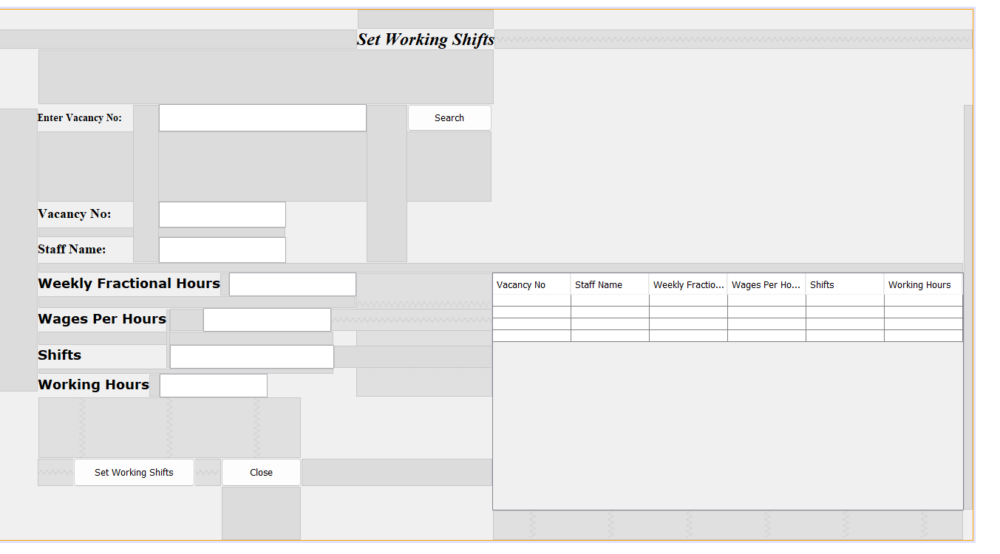 Set Working Shifts
Enter Vacancy No:
Search
Vacancy No:
Staff Name:
Weekly Fractional Hours
Vacancy No Staff Name Weekly Fractio... Wages Per Ho... Shifts Working Hours
Wages Per Hours
Shifts
Working Hours
Set Working Shifts Close